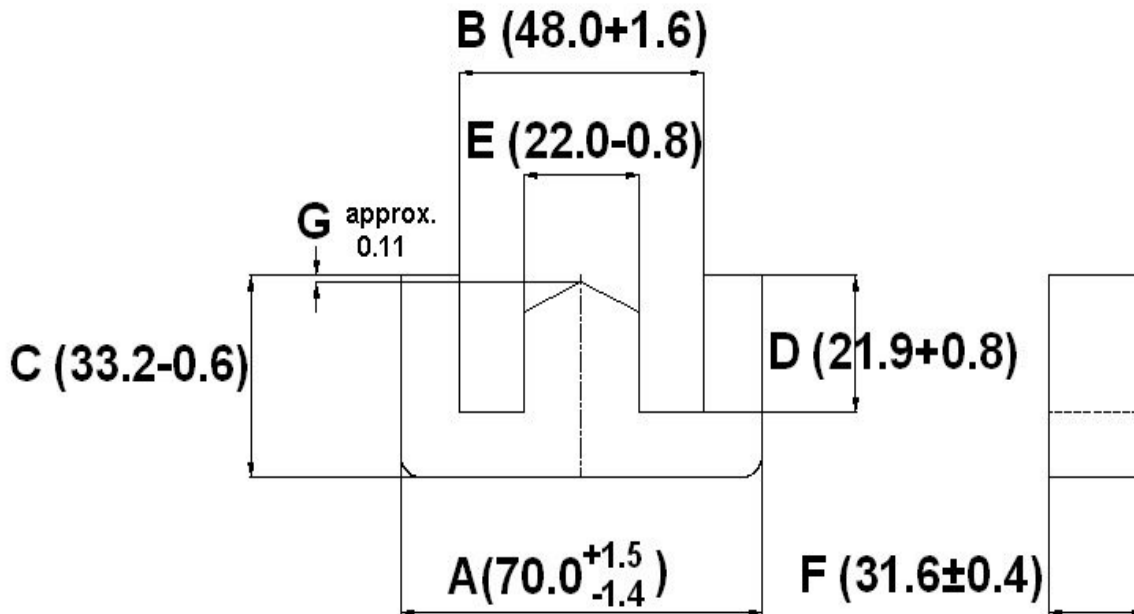 B (48.0+1.6)
E (22.0-0.8)
G approx.
0.11
C (33.2-0.6)
D (21.9+0.8)
A(70.0 +1.5 -1.4)
F (31.6±0.4)